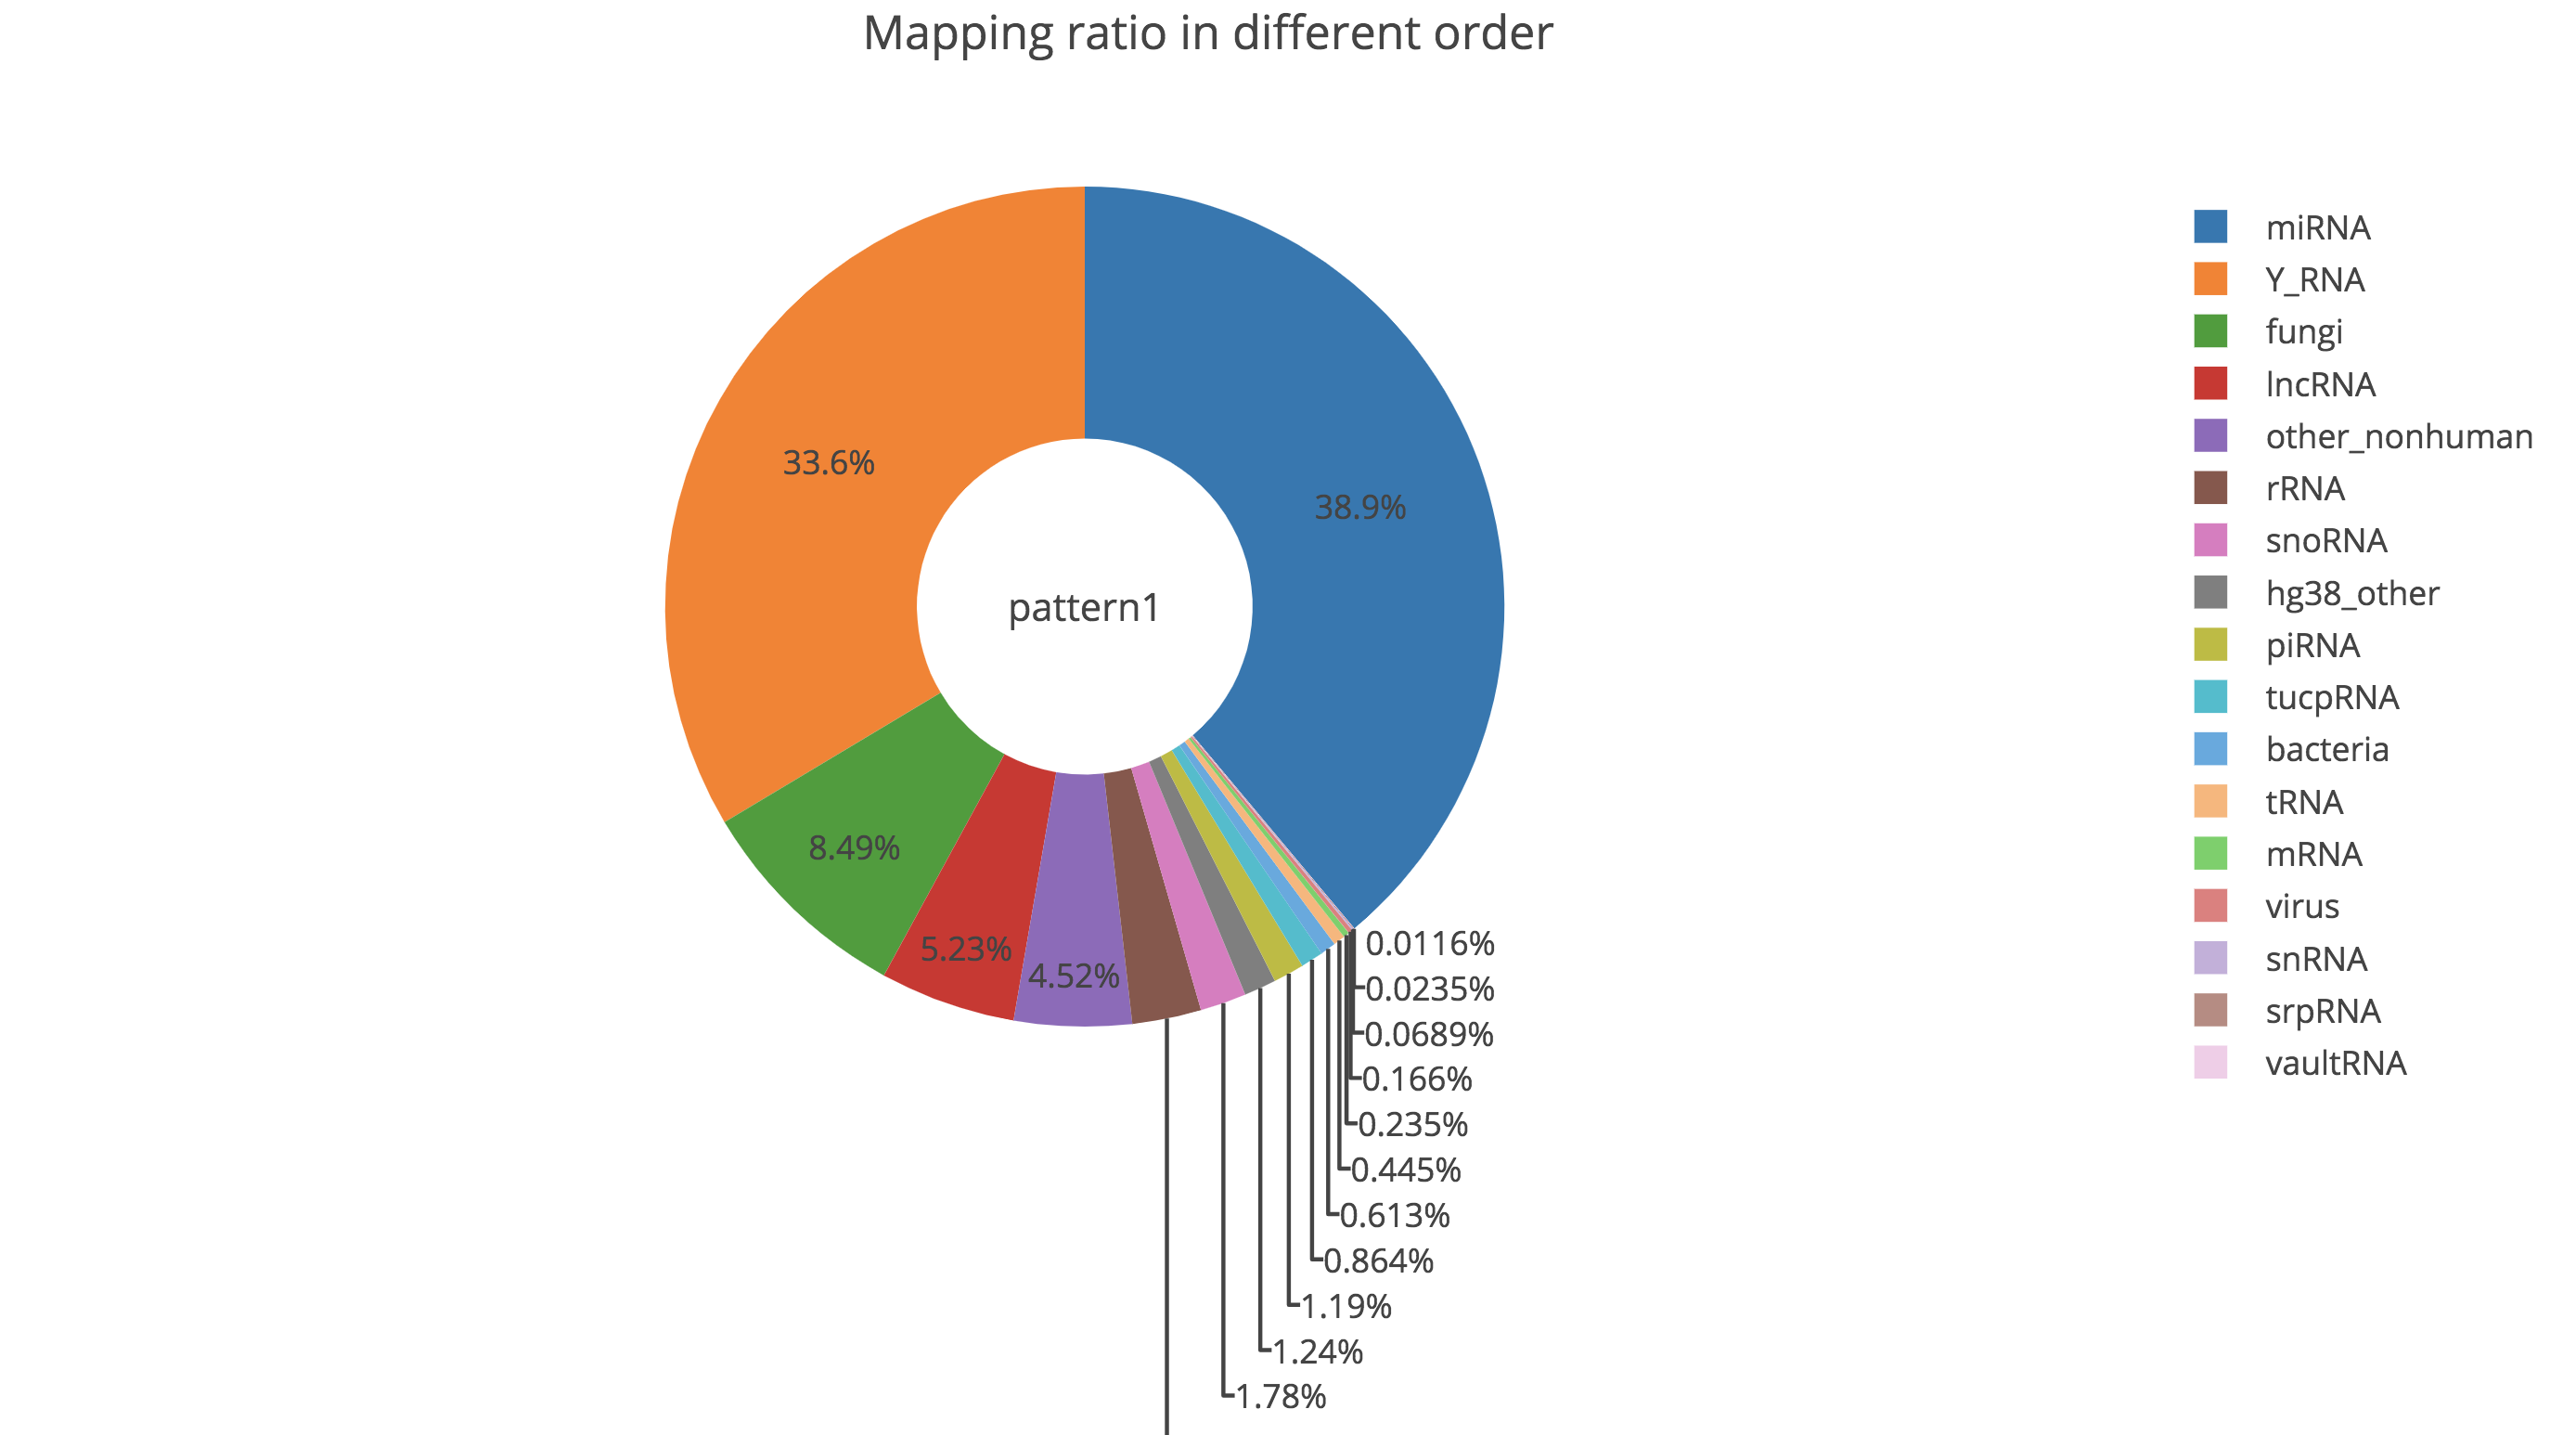 Mapping ratio in different order
33.6%
38.9%
pattern1
8.49%
5.23%
4.52%
0.0116%
0.0235%
0.0689%
0.166%
0.235%
0.445%
0.613%
0.864%
1.19%
1.24%
1.78%
miRNA
Y_RNA
fungi
lncRNA
other_nonhuman
rRNA
snoRNA
hg38_other
piRNA
tucpRNA
bacteria
tRNA
mRNA
virus
snRNA
srpRNA
vaultRNA